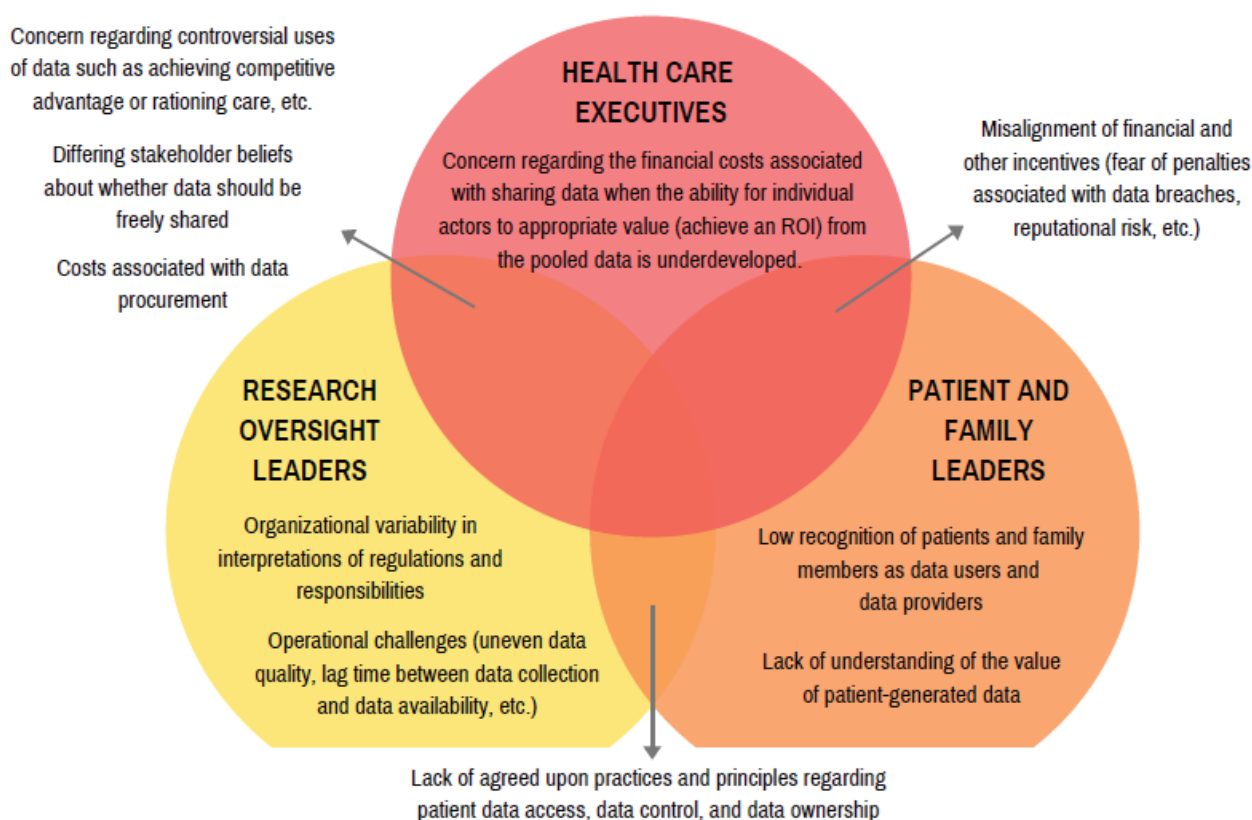 Concern regarding controversial uses
of data such as achieving competitive
advantage or rationing care, etc.
Differing stakeholder beliefs
about whether data should be
freely shared
Costs associated with data
procurement
HEALTH CARE
EXECUTIVES
Concern regarding the financial costs associated
with sharing data when the ability for individual
actors to appropriate value (achieve an ROI) from
the pooled data is underdeveloped.
Misalignment of financial and
other incentives (fear of penalties
associated with data breaches,
reputational risk, etc.)
RESEARCH
OVERSIGHT
LEADERS
Organizational variability in
interpretations of regulations and
responsibilities
Operational challenges (uneven data
quality, lag time between data collection
and data availability, etc.)
PATIENT AND
FAMILY
LEADERS
Low recognition of patients and family
members as data users and
data providers
Lack of understanding of the value
of patient-generated data
Lack of agreed upon practices and principles regarding
patient data access, data control, and data ownership